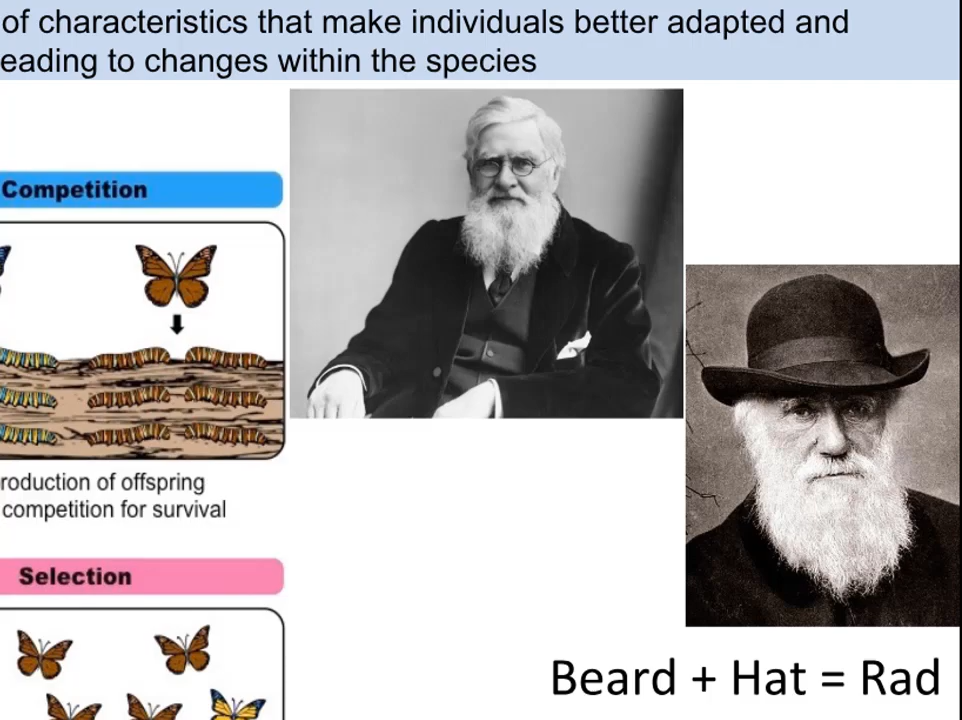 of characteristics that make individuals better adapted and
eading to changes within the species
Competition
roduction of offspring
competition for survival
Selection
Beard + Hat = Rad